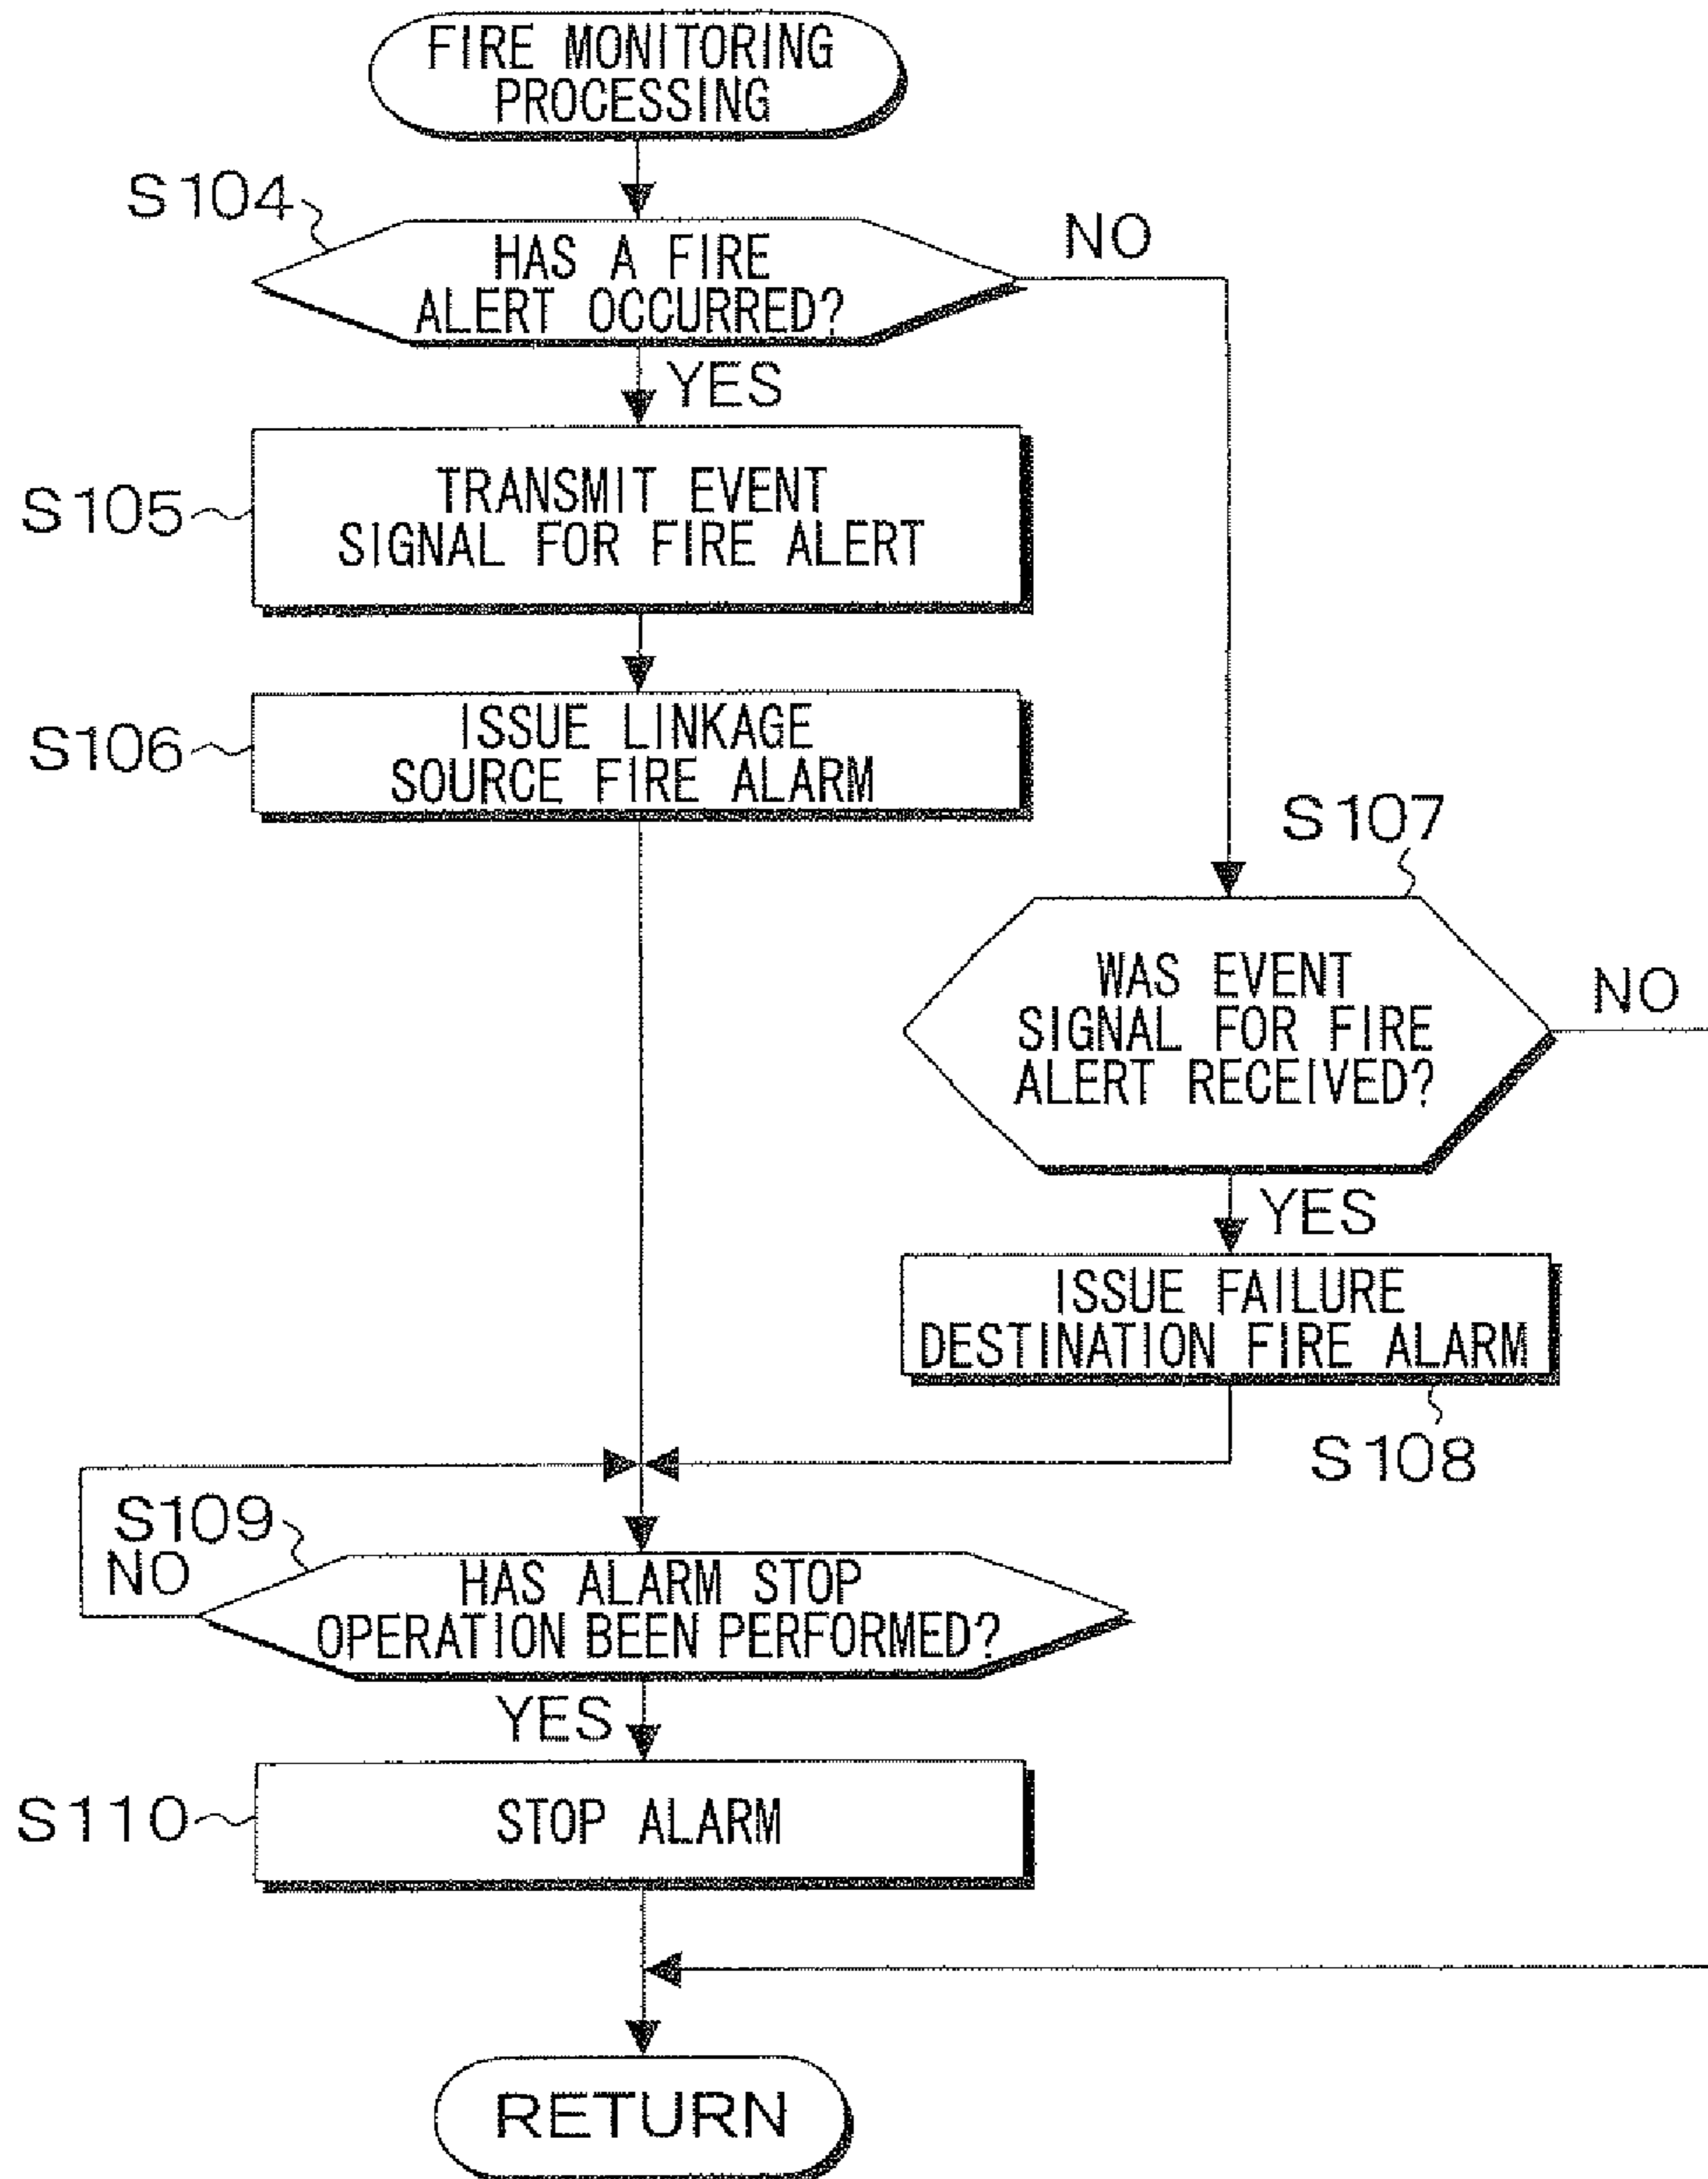 FIRE MONITORING
PROCESSING
S104
HAS A FIRE
ALERT OCCURRED?
NO
YES
S105
TRANSMIT EVENT
SIGNAL FOR FIRE ALERT
S106
ISSUE LINKAGE
SOURCE FIRE ALARM
S107
WAS EVENT
SIGNAL FOR FIRE
ALERT RECEIVED?
NO
YES
ISSUE FAILURE
DESTINATION FIRE ALARM
S108
S109
NO
HAS ALARM STOP
OPERATION BEEN PERFORMED?
YES
S110
STOP ALARM
RETURN